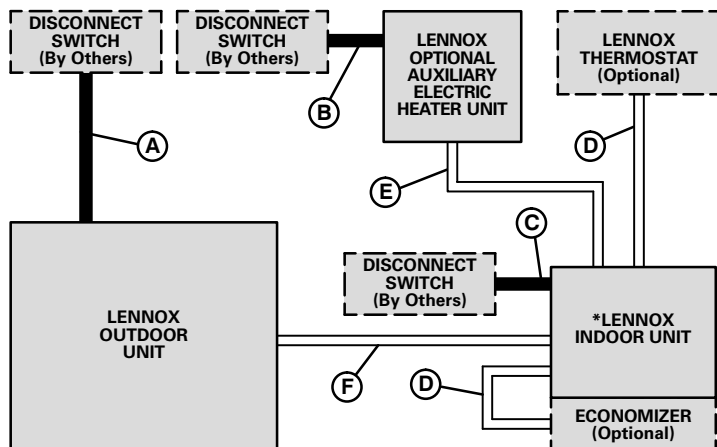 DISCONNECT
SWITCH
(By Others)
DISCONNECT
SWITCH
(By Others)
LENNOX
OPTIONAL
AUXILIARY
ELECTRIC
HEATER UNIT
LENNOX
THERMOSTAT
(Optional)
A
B
D
E
C
DISCONNECT
SWITCH
(By Others)
LENNOX
OUTDOOR
UNIT
*LENNOX
INDOOR UNIT
F
D
ECONOMIZER
(Optional)